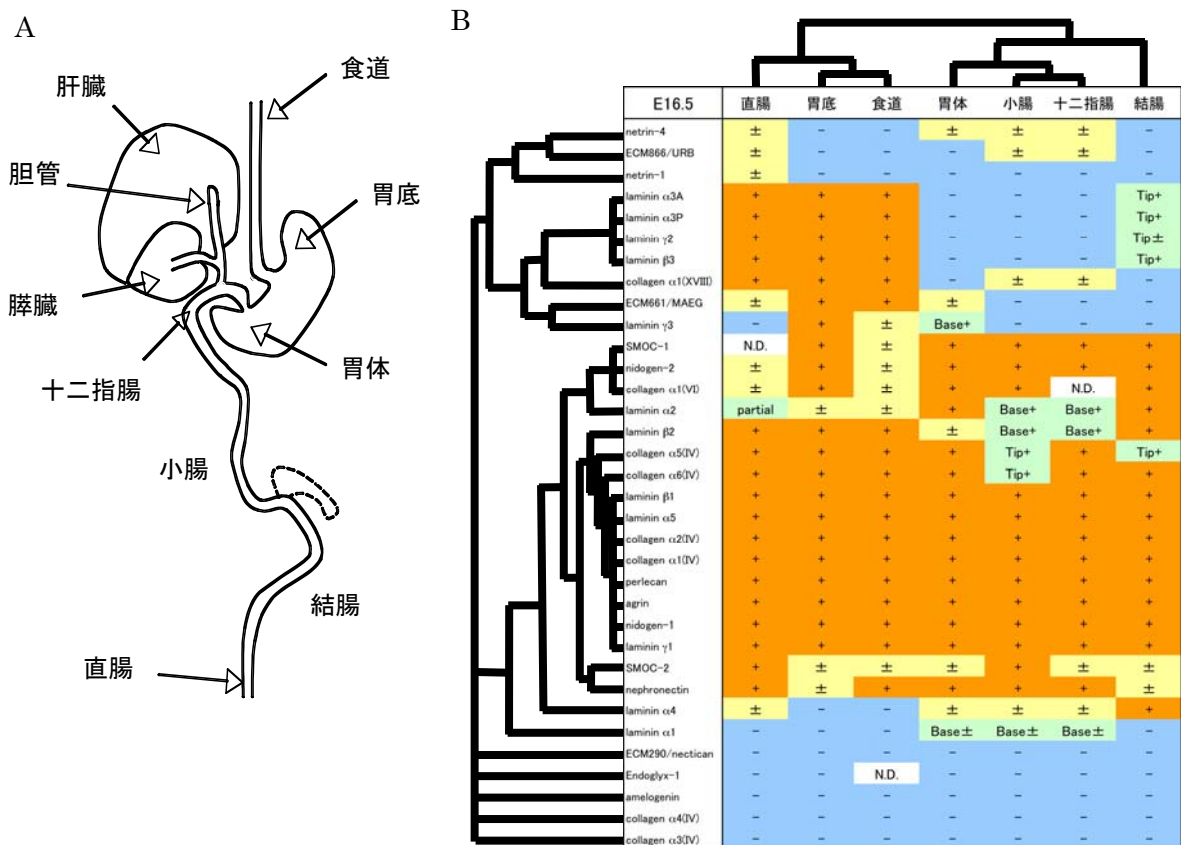 A
食道
肝臓
胆管
胃底
膵臓
胃体
十二指腸
小腸
結腸
直腸
B
E16.5 直腸 胃底 食道 胃体 小腸 十二指腸 結腸
netrin-4 ± − − ± ± ± −
ECM866/URB ± − − − ± ± −
netrin-1 ± − − − − − −
laminin α3A + + + − − − Tip+
laminin α3P + + + − − − Tip+
laminin γ2 + + + − − − Tip±
laminin β3 + + + − − − Tip+
collagen α1(XVIII) + + + − ± ± −
ECM661/MAEG ± + + ± − − −
laminin γ3 − + ± Base+ − − −
SMOC-1 N.D. + ± + + + +
nidogen-2 ± + ± + + + +
collagen α1(VI) ± + ± + + N.D. +
laminin α2 partial ± ± + Base+ Base+ +
laminin β2 + + + ± Base+ Base+ +
collagen α5(IV) + + + + Tip+ + Tip+
collagen α6(IV) + + + + Tip+ + +
laminin β1 + + + + + + +
laminin α5 + + + + + + +
collagen α2(IV) + + + + + + +
collagen α1(IV) + + + + + + +
perlecan + + + + + + +
agrin + + + + + + +
nidogen-1 + + + + + + +
laminin γ1 + + + + + + +
SMOC-2 + ± ± ± + ± ±
nephronectin + ± + + + + ±
laminin α4 ± − − ± ± ± +
laminin α1 − − − Base± Base± Base± −
ECM290/nectican − − − − − − −
Endoglyx-1 − − N.D. − − − −
amelogenin − − − − − − −
collagen α4(IV) − − − − − − −
collagen α3(IV) − − − − − − −